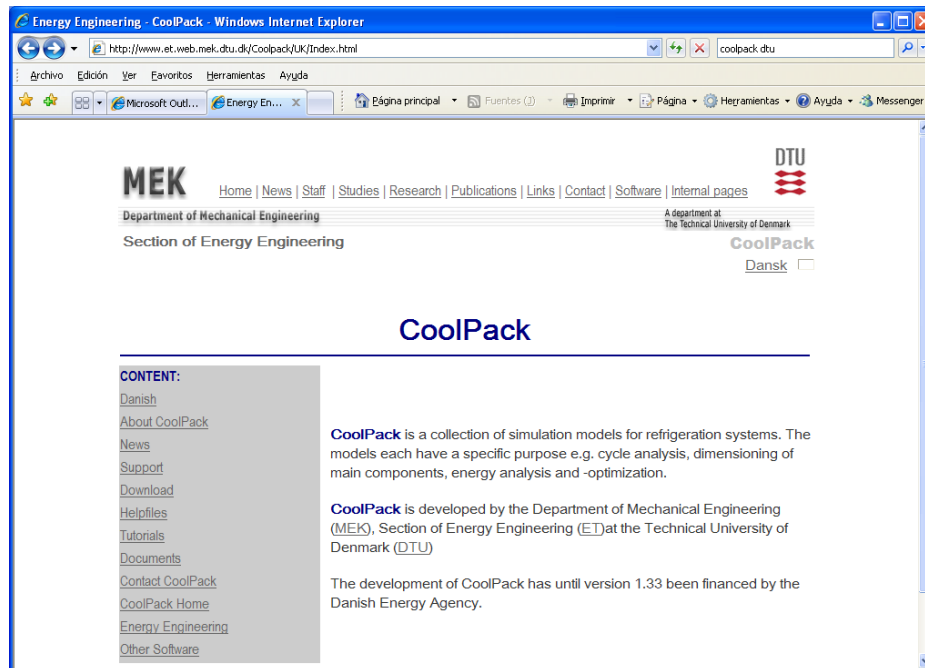 Energy Engineering - CoolPack - Windows Internet Explorer
http://www.et.web.mek.dtu.dk/Coolpack/UK/Index.html
coolpack dtu
Archivo Edición Ver Favoritos Herramientas Ayuda
Microsoft Outl... Energy En... X Página principal Fuentes (J) Imprimir Página Herramientas Ayuda Messenger
DTU
MEK Home | News | Staff | Studies | Research | Publications | Links | Contact | Software | Internal pages
Department of Mechanical Engineering
A department at
The Technical University of Denmark
Section of Energy Engineering
CoolPack
Dansk
CoolPack
CONTENT:
Danish
About CoolPack
News
Support
Download
Helpfiles
Tutorials
Documents
Contact CoolPack
CoolPack Home
Energy Engineering
Other Software
CoolPack is a collection of simulation models for refrigeration systems. The
models each have a specific purpose e.g. cycle analysis, dimensioning of
main components, energy analysis and -optimization.
CoolPack is developed by the Department of Mechanical Engineering
(MEK), Section of Energy Engineering (ET)at the Technical University of
Denmark (DTU)
The development of CoolPack has until version 1.33 been financed by the
Danish Energy Agency.